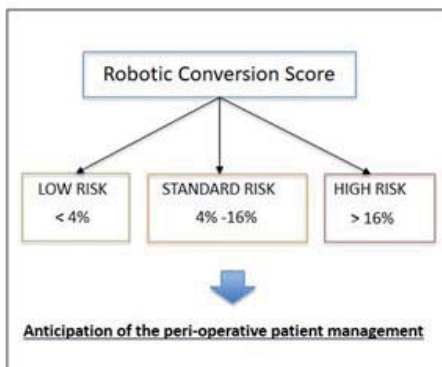 Robotic Conversion Score
LOW RISK
< 4%
STANDARD RISK
4% -16%
HIGH RISK
> 16%
Anticipation of the peri-operative patient management